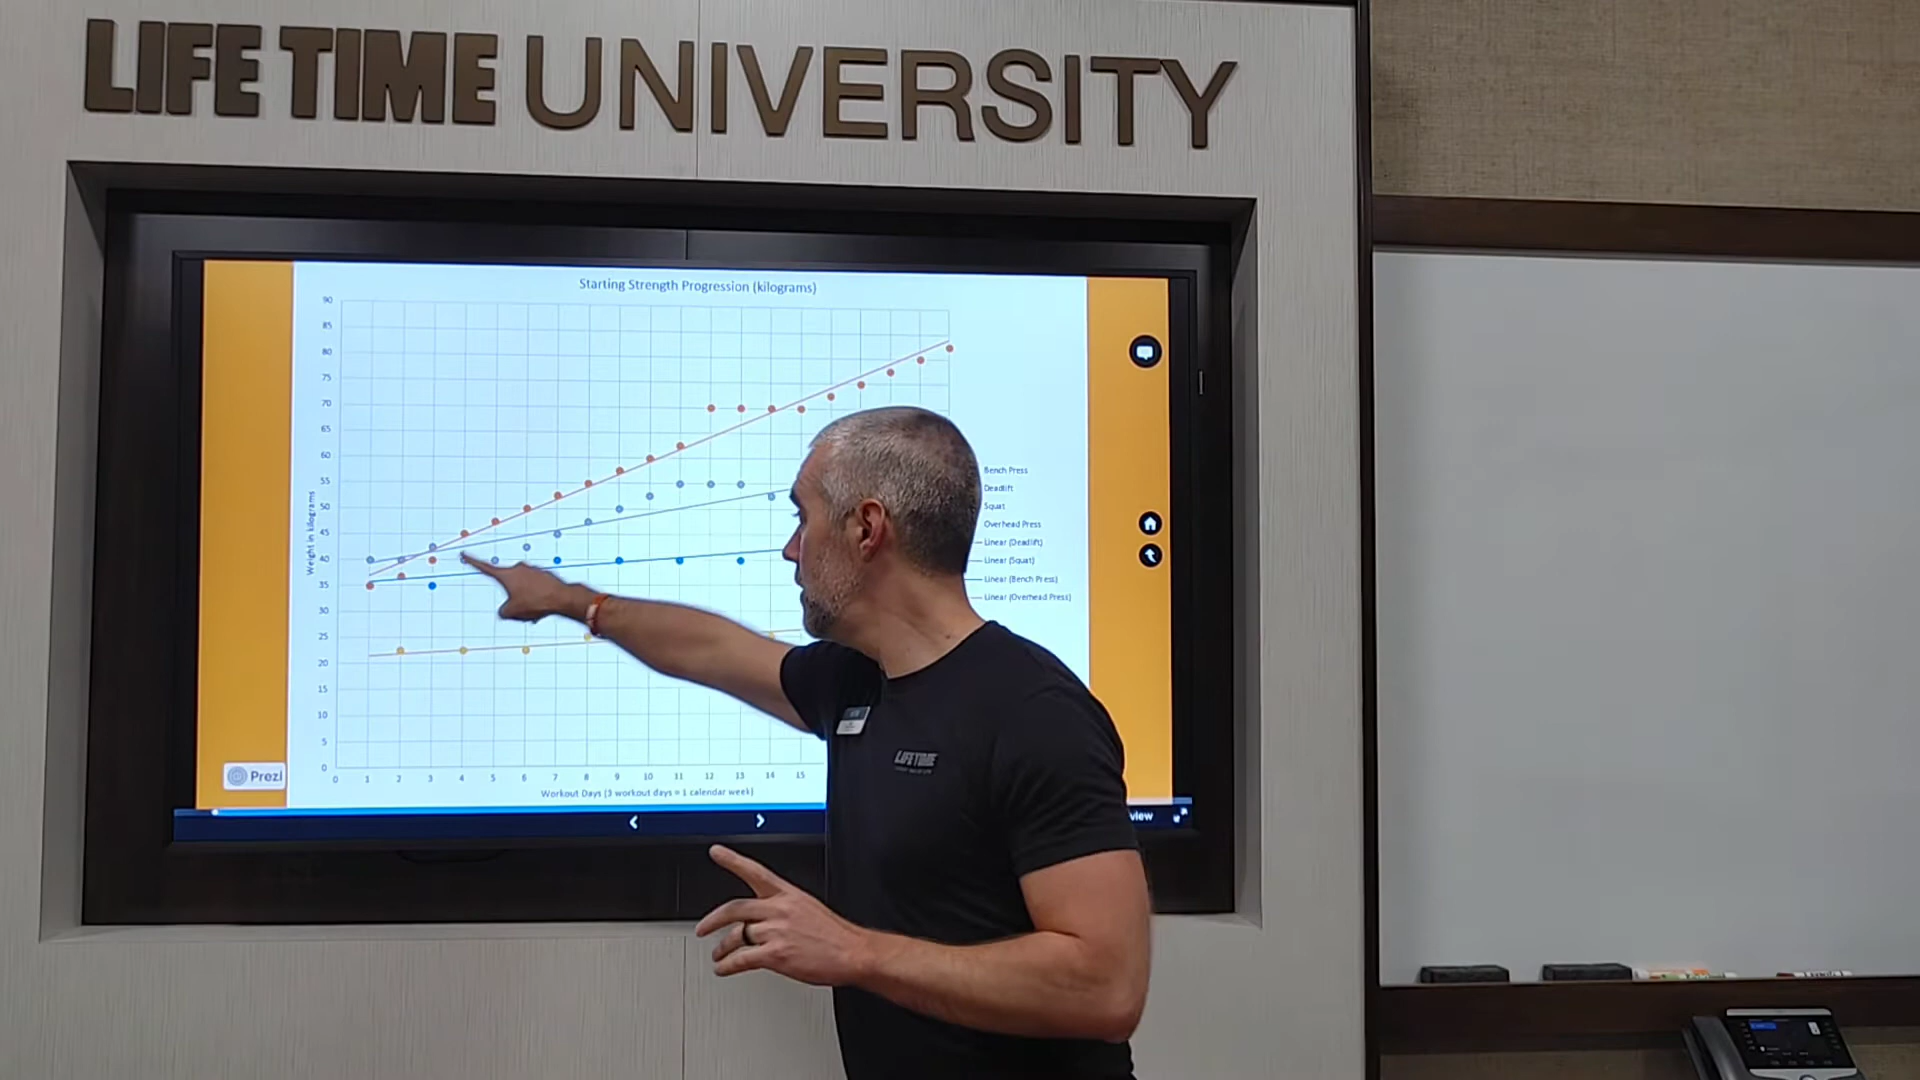 LIFE TIME UNIVERSITY
Starting Strength Progression (kilograms)
90
85
80
75
70
65
60
55
50
45
40
35
30
25
20
15
10
5
0
Weight in kilograms
0 1 2 3 4 5 6 7 8 9 10 11 12 13 14 15
Workout Days (3 workout days = 1 calendar week)
Bench Press
Deadlift
Squat
Overhead Press
Linear (Deadlift)
Linear (Squat)
Linear (Bench Press)
Linear (Overhead Press)
Prezi
view
LIFETIME